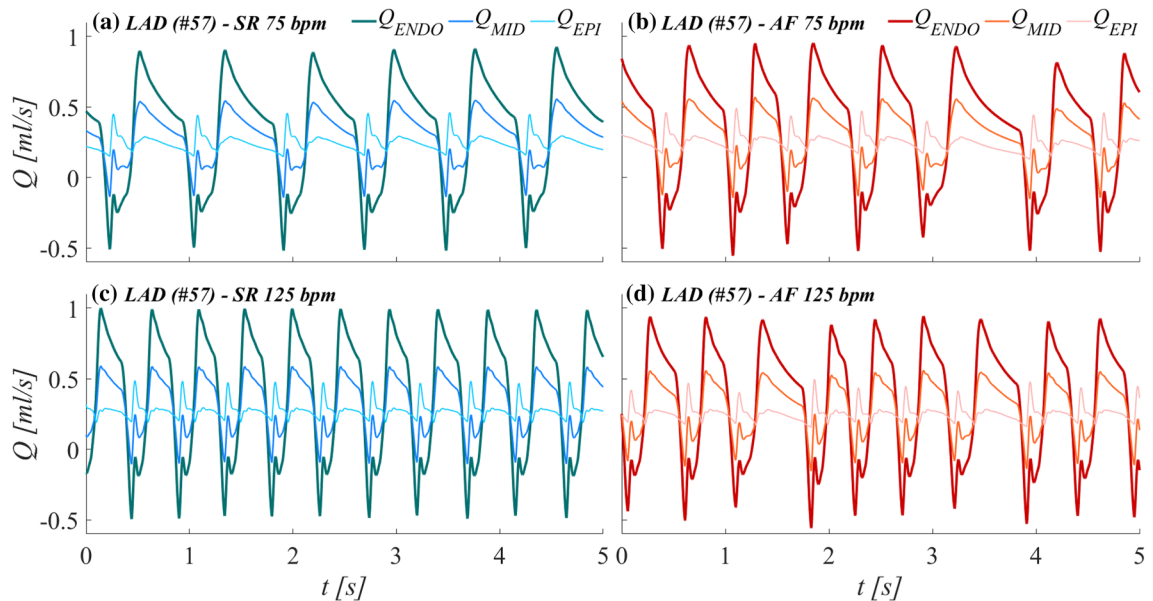 (a) LAD (#57) - SR 75 bpm Q_ENDO Q_MID Q_EPI
(b) LAD (#57) - AF 75 bpm Q_ENDO Q_MID Q_EPI
1
0.5
0
-0.5
Q [ml/s]
(c) LAD (#57) - SR 125 bpm
(d) LAD (#57) - AF 125 bpm
1
0.5
0
-0.5
Q [ml/s]
0 1 2 3 4 5
0 1 2 3 4 5
t [s]
t [s]